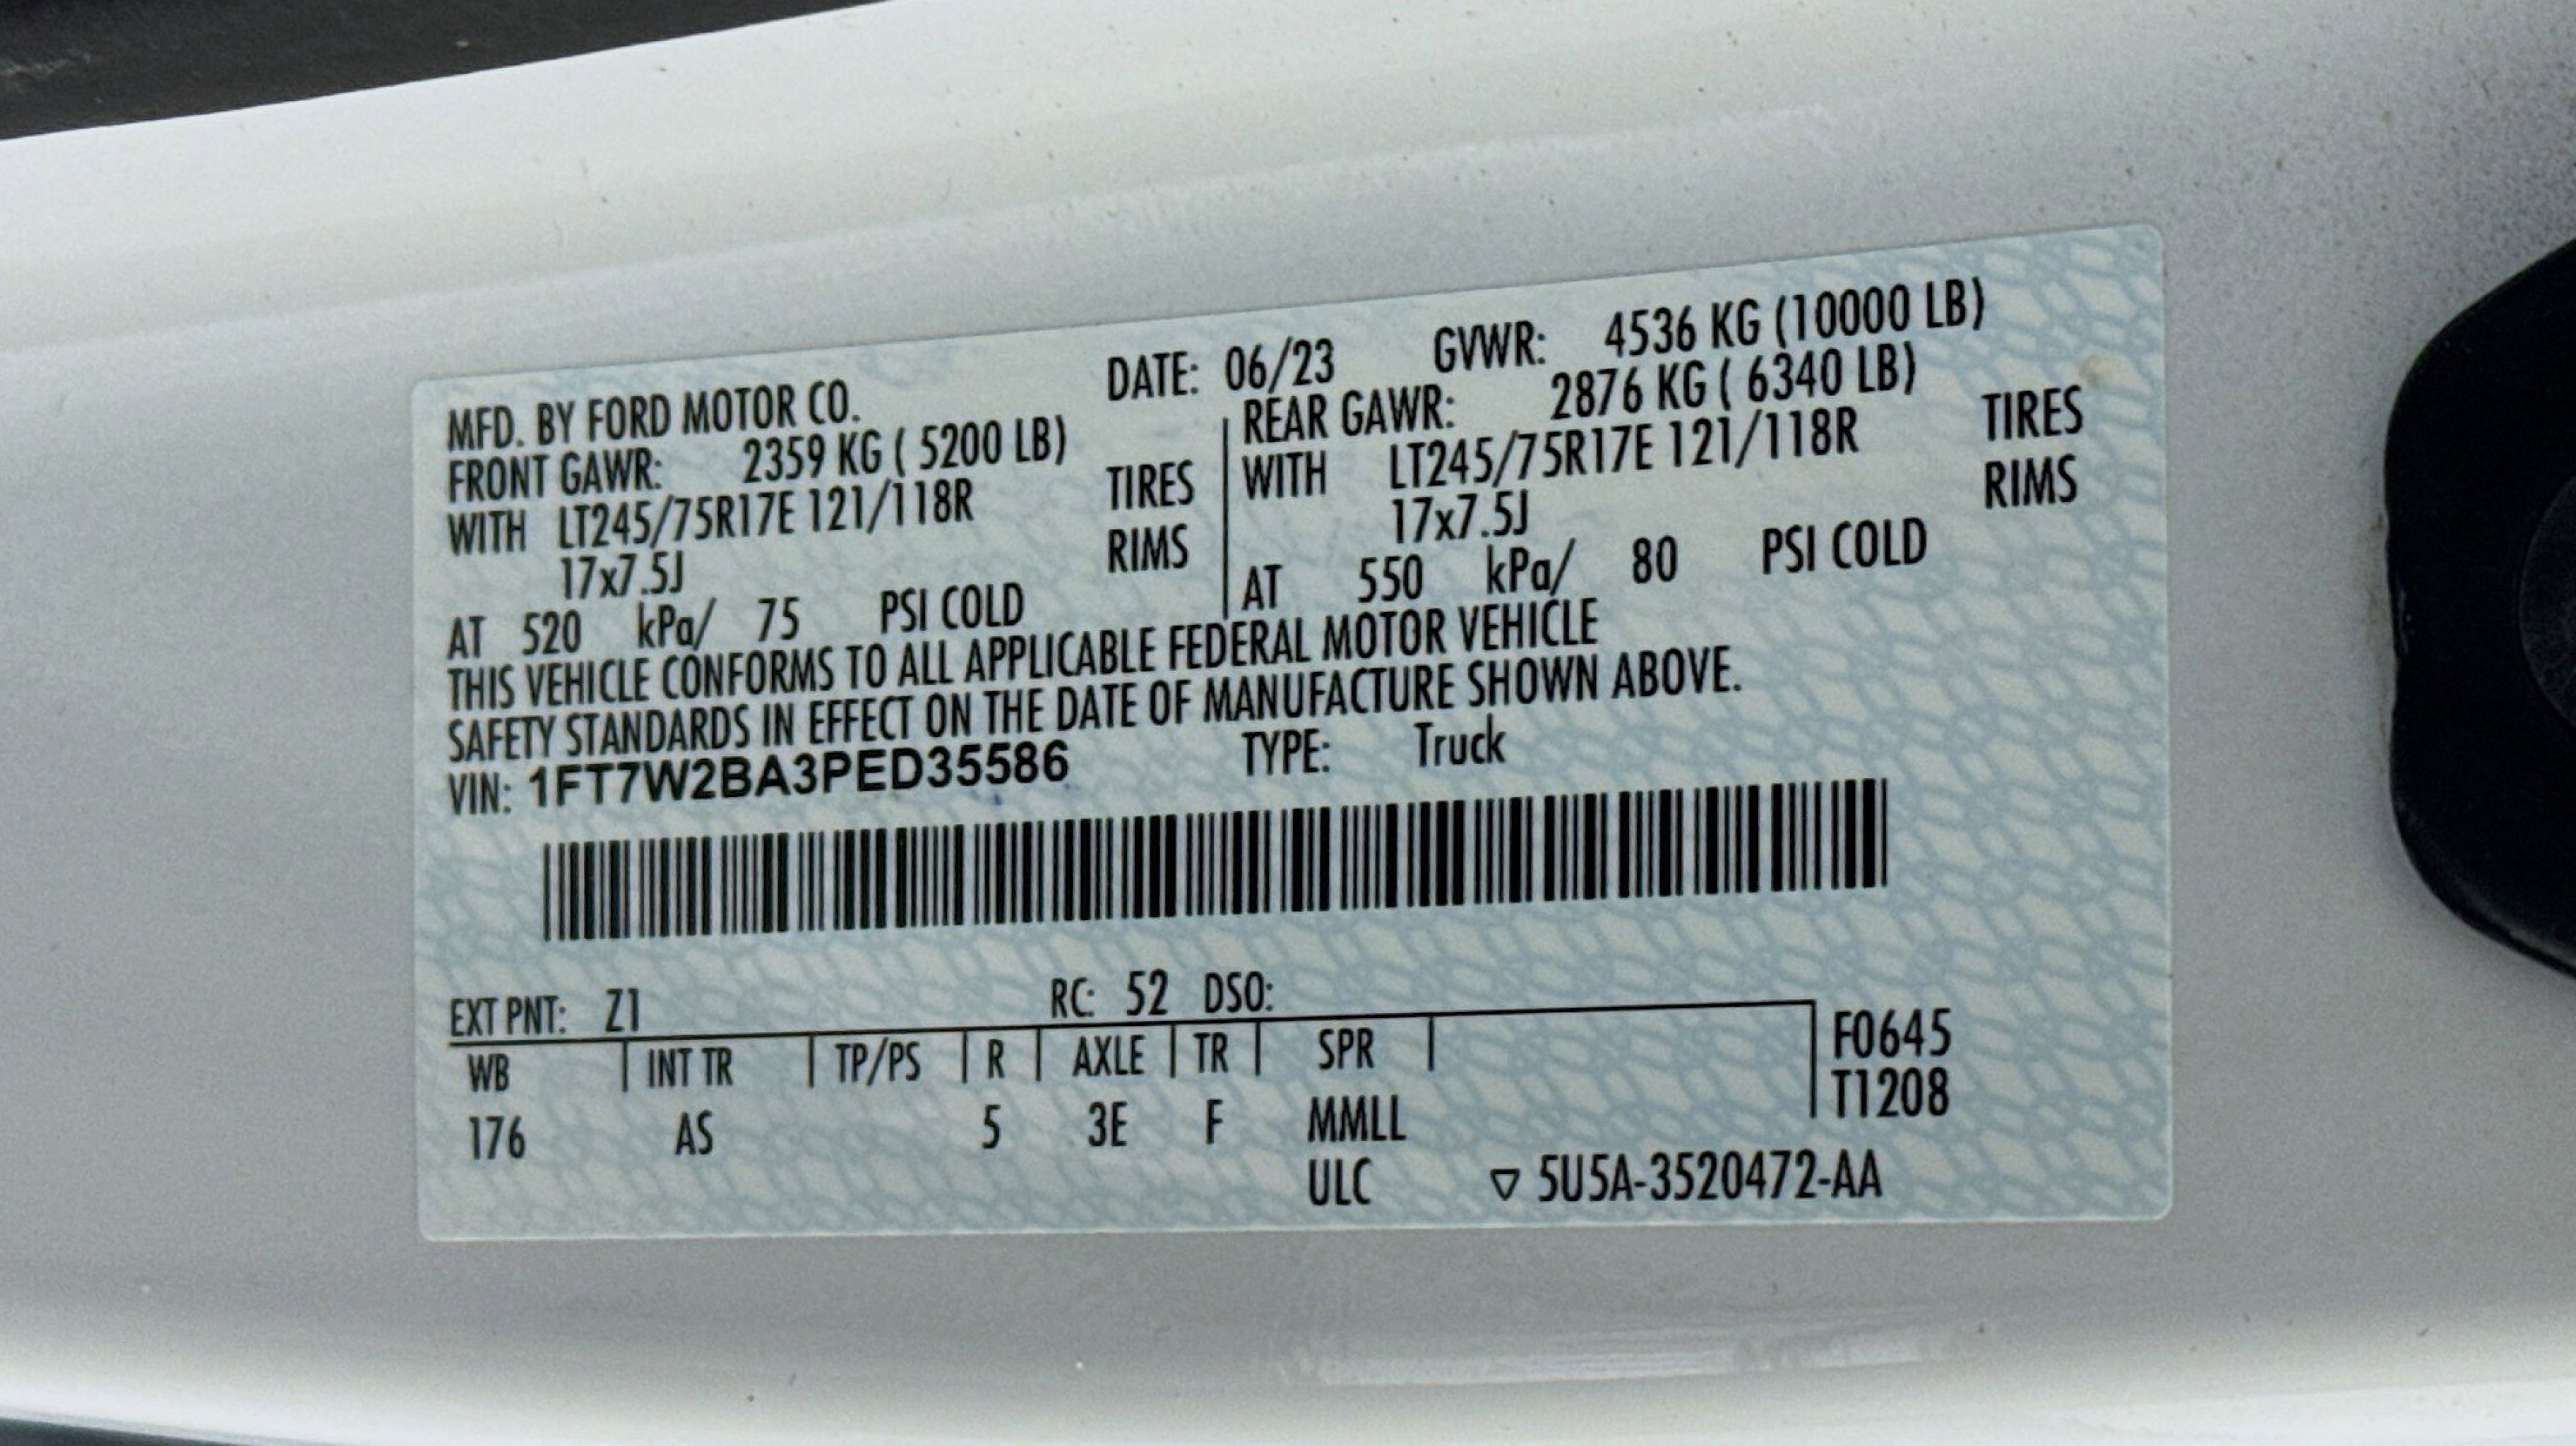 MFD. BY FORD MOTOR CO. DATE: 06/23 GVWR: 4536 KG (10000 LB)
FRONT GAWR: 2359 KG ( 5200 LB) REAR GAWR: 2876 KG ( 6340 LB)
WITH LT245/75R17E 121/118R TIRES WITH LT245/75R17E 121/118R TIRES
17x7.5J RIMS 17x7.5J RIMS
AT 520 kPa/ 75 PSI COLD AT 550 kPa/ 80 PSI COLD
THIS VEHICLE CONFORMS TO ALL APPLICABLE FEDERAL MOTOR VEHICLE
SAFETY STANDARDS IN EFFECT ON THE DATE OF MANUFACTURE SHOWN ABOVE.
VIN: 1FT7W2BA3PED35586 TYPE: Truck
EXT PNT: Z1 RC: 52 DSO:
WB INT TR TP/PS R AXLE TR SPR F0645
176 AS 5 3E F MMLL T1208
ULC ▽ 5U5A-3520472-AA